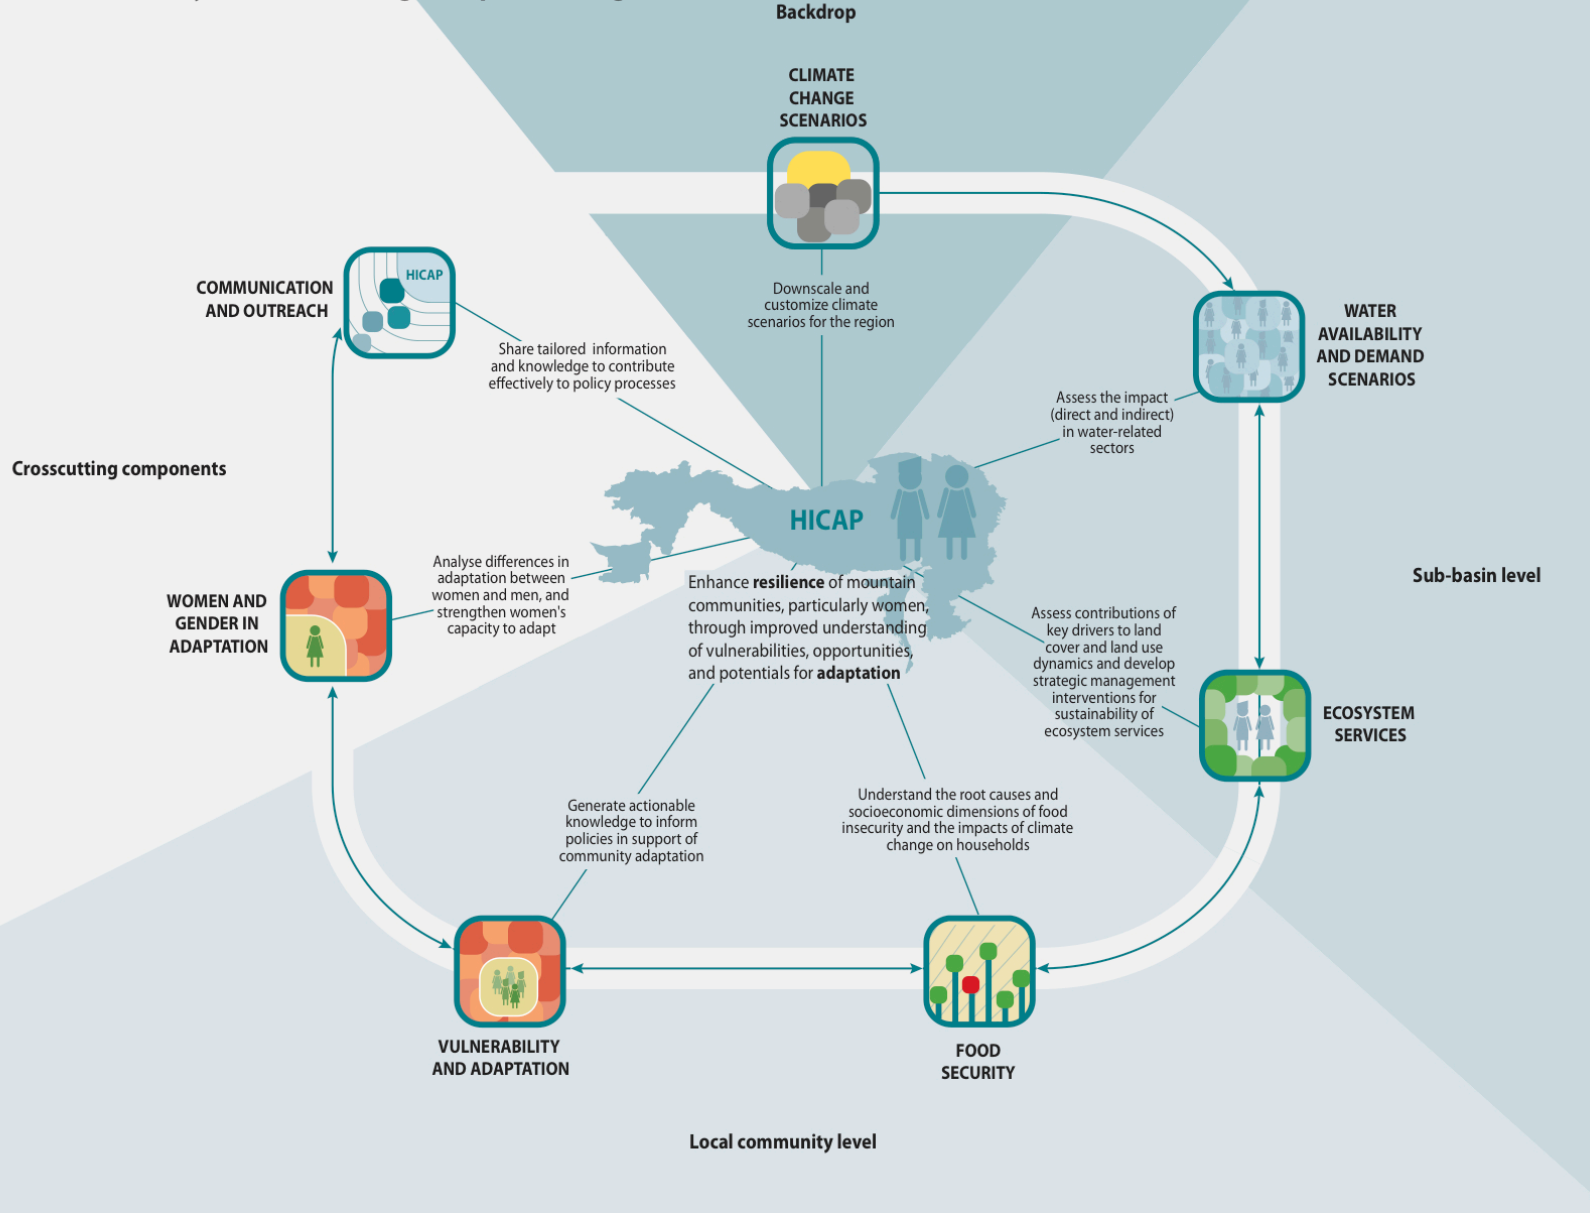 Backdrop
CLIMATE
CHANGE
SCENARIOS
HICAP
COMMUNICATION
AND OUTREACH
Downscale and
customize climate
scenarios for the region
WATER
AVAILABILITY
AND DEMAND
SCENARIOS
Share tailored information
and knowledge to contribute
effectively to policy processes
Assess the impact
(direct and indirect)
in water-related
sectors
Crosscutting components
HICAP
Analyse differences in
adaptation between
women and men, and
strengthen women's
capacity to adapt
WOMEN AND
GENDER IN
ADAPTATION
Enhance resilience of mountain
communities, particularly women,
through improved understanding
of vulnerabilities, opportunities,
and potentials for adaptation
Sub-basin level
Assess contributions of
key drivers to land
cover and land use
dynamics and develop
strategic management
interventions for
sustainability of
ecosystem services
ECOSYSTEM
SERVICES
Generate actionable
knowledge to inform
policies in support of
community adaptation
Understand the root causes and
socioeconomic dimensions of food
insecurity and the impacts of climate
change on households
VULNERABILITY
AND ADAPTATION
FOOD
SECURITY
Local community level